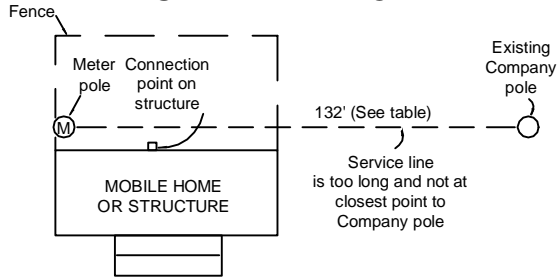 Fence
Meter
pole
Connection
point on
structure
Existing
Company
pole
M
132' (See table)
Service line
is too long and not at
closest point to
Company pole
MOBILE HOME
OR STRUCTURE